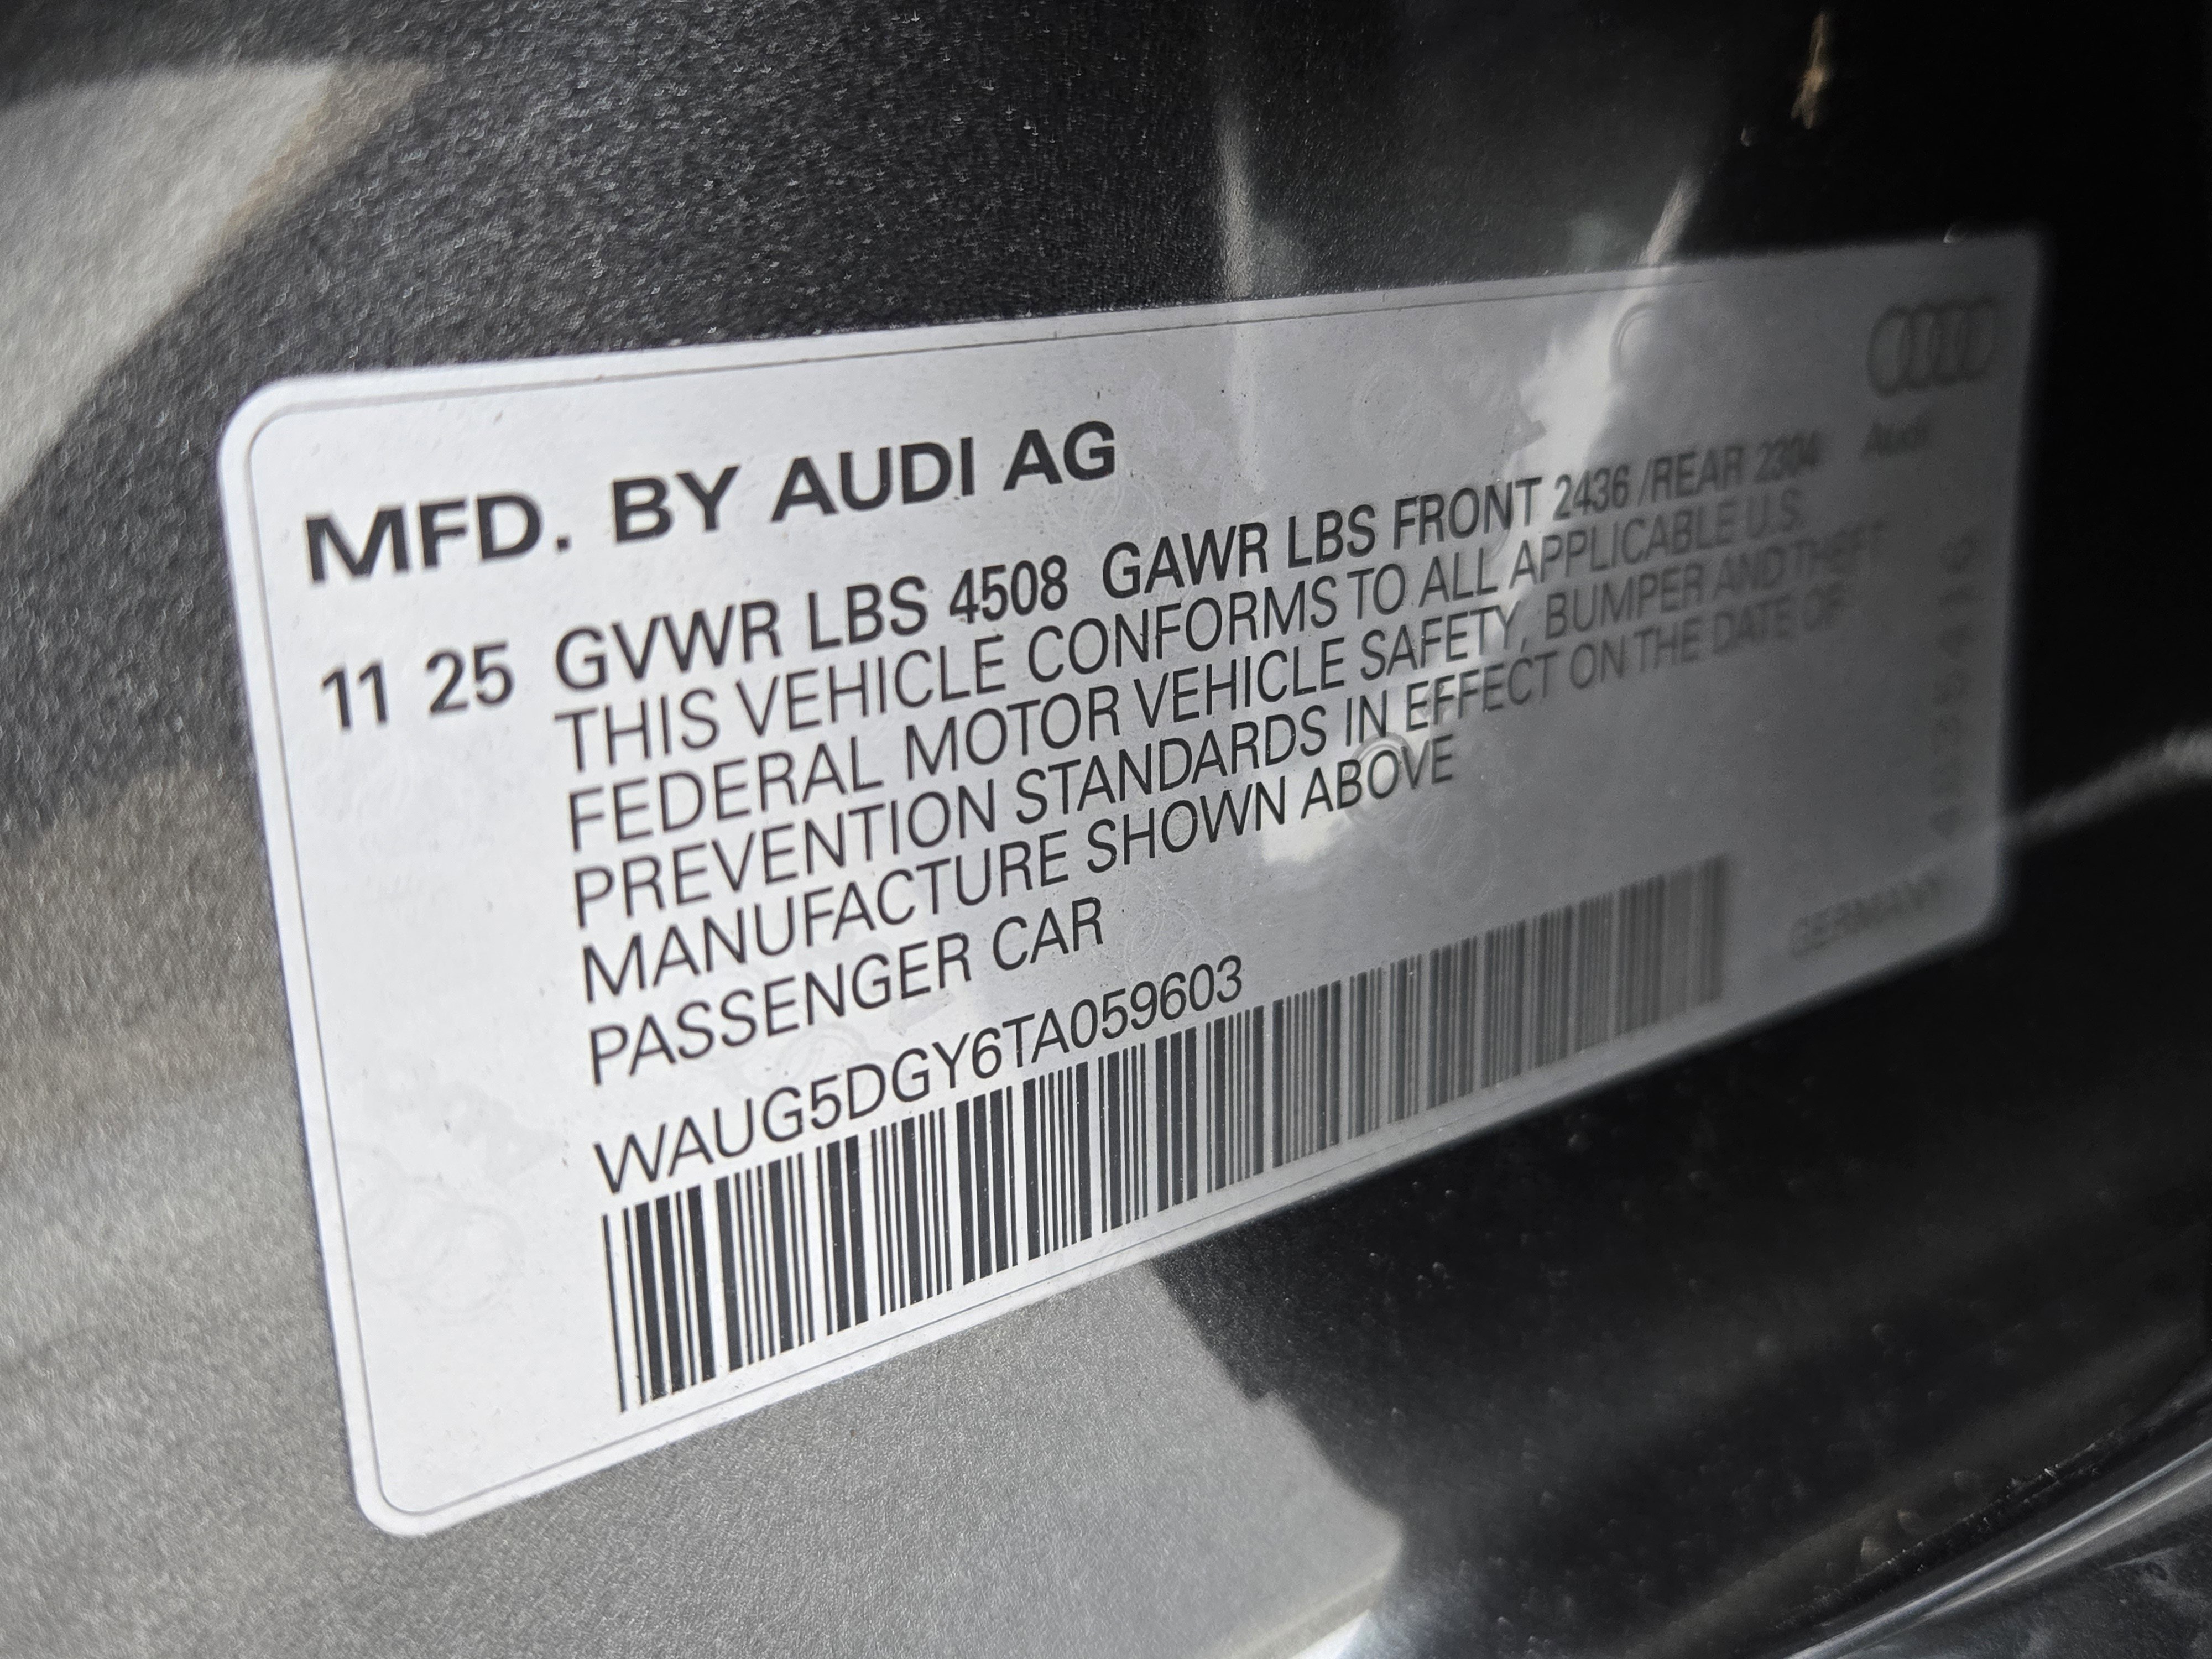 MFD. BY AUDI AG
11 25 GVWR LBS 4508 GAWR LBS FRONT 2436 /REAR 2304
THIS VEHICLE CONFORMS TO ALL APPLICABLE U.S.
FEDERAL MOTOR VEHICLE SAFETY, BUMPER AND THEFT
PREVENTION STANDARDS IN EFFECT ON THE DATE OF
MANUFACTURE SHOWN ABOVE
PASSENGER CAR
WAUG5DGY6TA059603
Audi
GERMANY